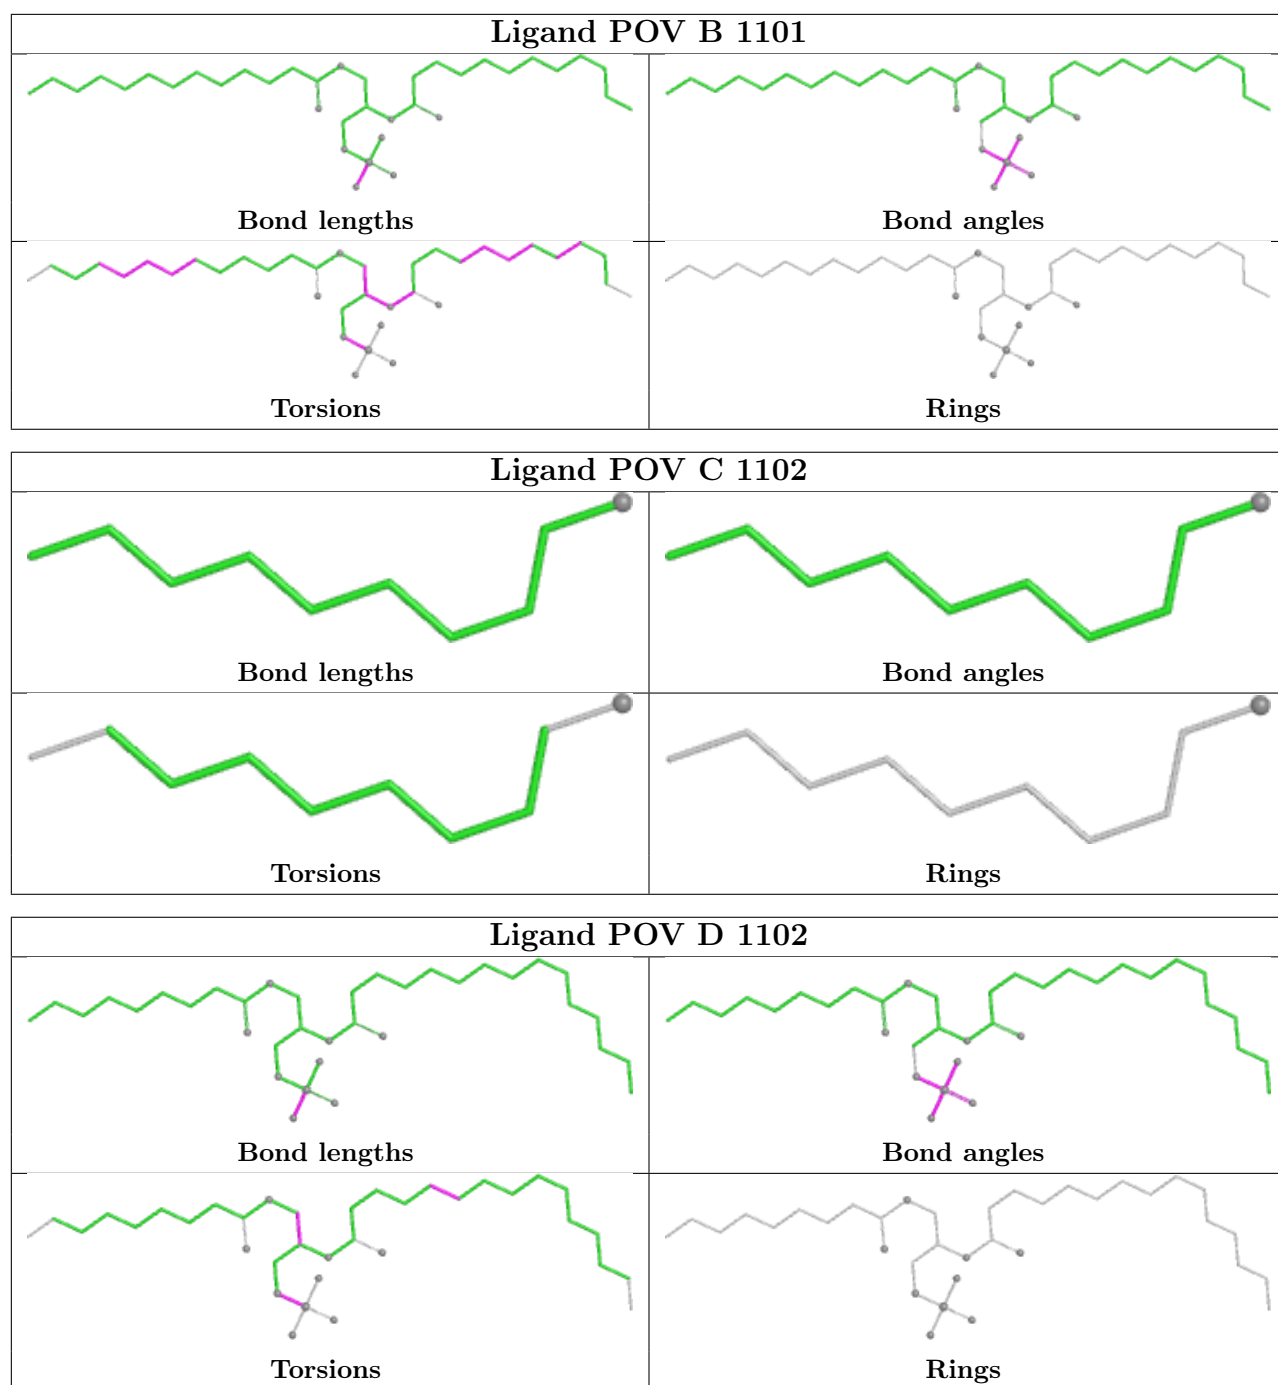 Ligand POV B 1101
Bond lengths
Bond angles
Torsions
Rings
Ligand POV C 1102
Bond lengths
Bond angles
Torsions
Rings
Ligand POV D 1102
Bond lengths
Bond angles
Torsions
Rings